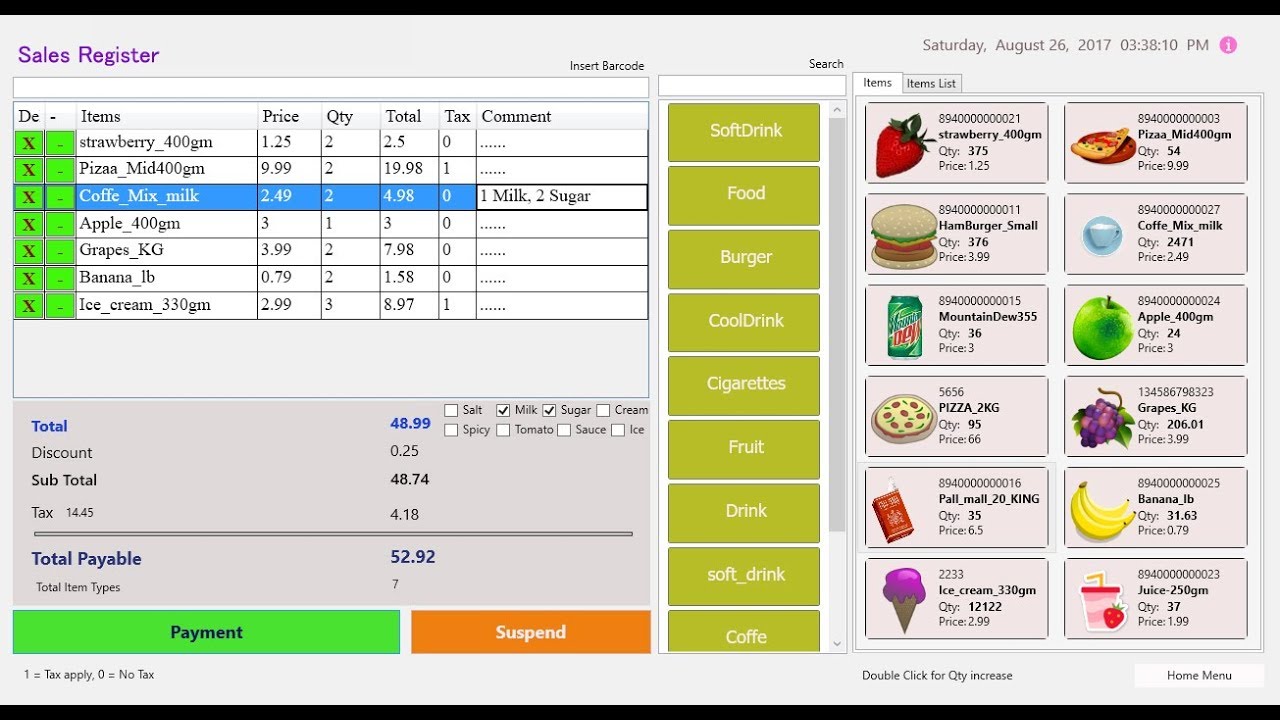 Saturday, August 26, 2017 03:38:10 PM i
Sales Register
Insert Barcode
Search
De - Items Price Qty Total Tax Comment
X - strawberry_400gm 1.25 2 2.5 0 ......
X - Pizaa_Mid400gm 9.99 2 19.98 1 ......
X - Coffe_Mix_milk 2.49 2 4.98 0 1 Milk, 2 Sugar
X - Apple_400gm 3 1 3 0 ......
X - Grapes_KG 3.99 2 7.98 0 ......
X - Banana_lb 0.79 2 1.58 0 ......
X - Ice_cream_330gm 2.99 3 8.97 1 ......
Total 48.99
Discount 0.25
Sub Total 48.74
Tax 14.45 4.18
Total Payable 52.92
Total Item Types 7
Salt Milk Sugar Cream
Spicy Tomato Sauce Ice
Payment Suspend
1 = Tax apply, 0 = No Tax
SoftDrink
Food
Burger
CoolDrink
Cigarettes
Fruit
Drink
soft_drink
Coffe
Items Items List
8940000000021
strawberry_400gm
Qty: 375
Price: 1.25
8940000000003
Pizaa_Mid400gm
Qty: 54
Price: 9.99
8940000000011
HamBurger_Small
Qty: 376
Price: 3.99
8940000000027
Coffe_Mix_milk
Qty: 2471
Price: 2.49
8940000000015
MountainDew355
Qty: 36
Price: 3
8940000000024
Apple_400gm
Qty: 24
Price: 3
5656
PIZZA_2KG
Qty: 95
Price: 66
134586798323
Grapes_KG
Qty: 206.01
Price: 3.99
8940000000016
Pall_mall_20_KING
Qty: 35
Price: 6.5
8940000000025
Banana_lb
Qty: 31.63
Price: 0.79
2233
Ice_cream_330gm
Qty: 12122
Price: 2.99
8940000000023
Juice-250gm
Qty: 37
Price: 1.99
Double Click for Qty increase
Home Menu